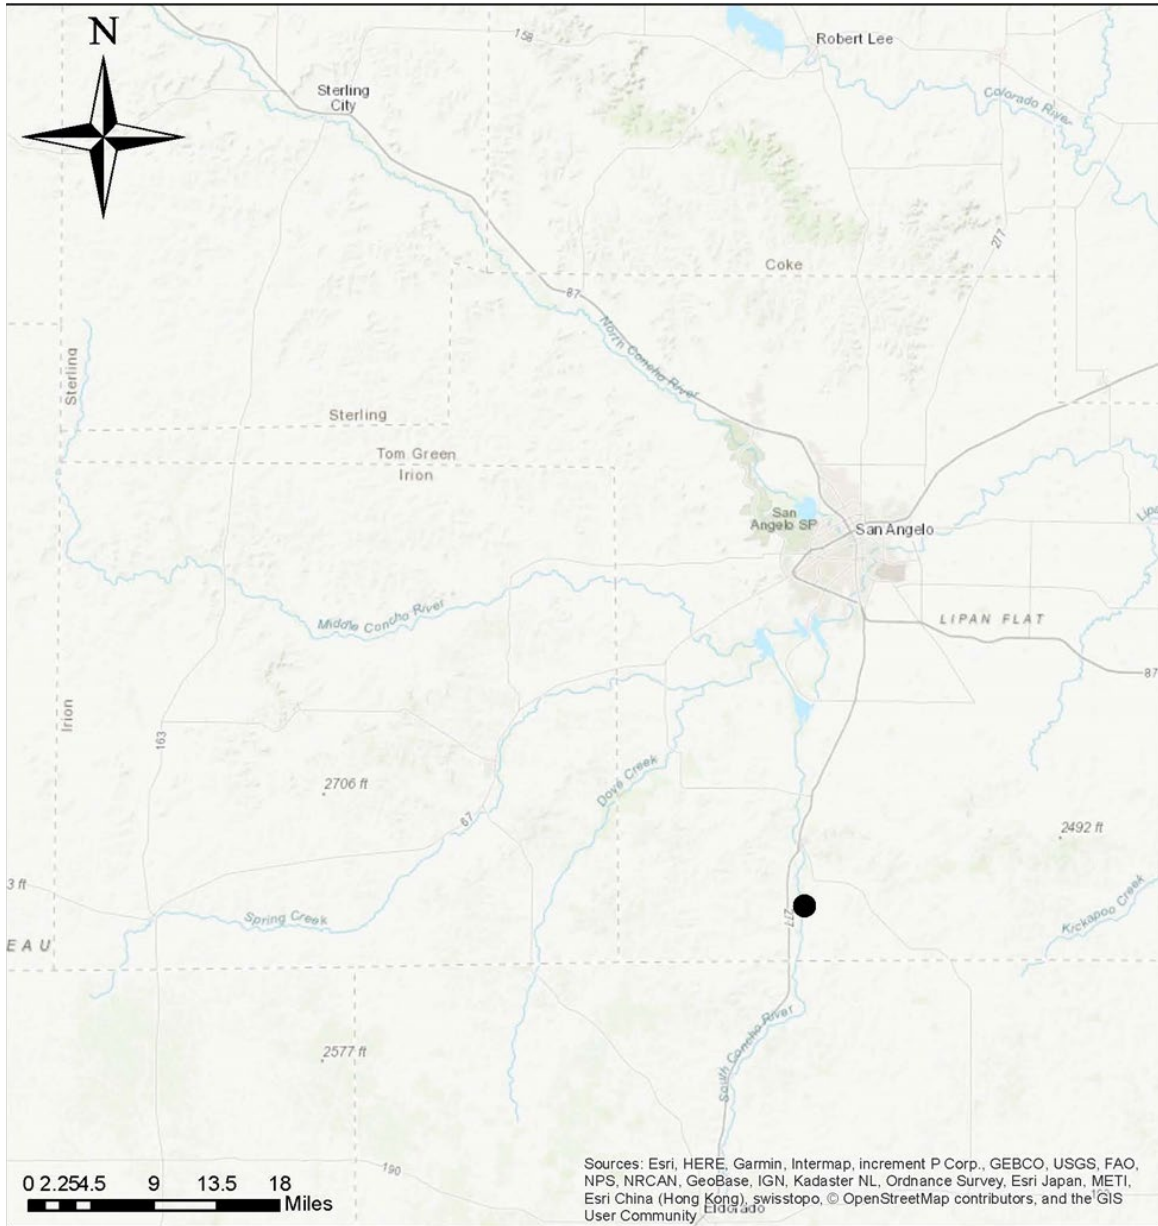 N
158
Robert Lee
Sterling
City
Colorado River
277
Coke
87
North Concho River
Sterling
Sterling
Tom Green
Irion
San
Angelo SP
San Angelo
Middle Concho River
LIPAN FLAT
87
Irion
163
2706 ft
Dove Creek
67
2492 ft
3 ft
Spring Creek
277
Kickapoo Creek
EAU
South Concho River
2577 ft
190
0 2.25 4.5 9 13.5 18
Miles
Sources: Esri, HERE, Garmin, Intermap, increment P Corp., GEBCO, USGS, FAO,
NPS, NRCAN, GeoBase, IGN, Kadaster NL, Ordnance Survey, Esri Japan, METI,
Esri China (Hong Kong), swisstopo, © OpenStreetMap contributors, and the GIS
User Community
Eldorado